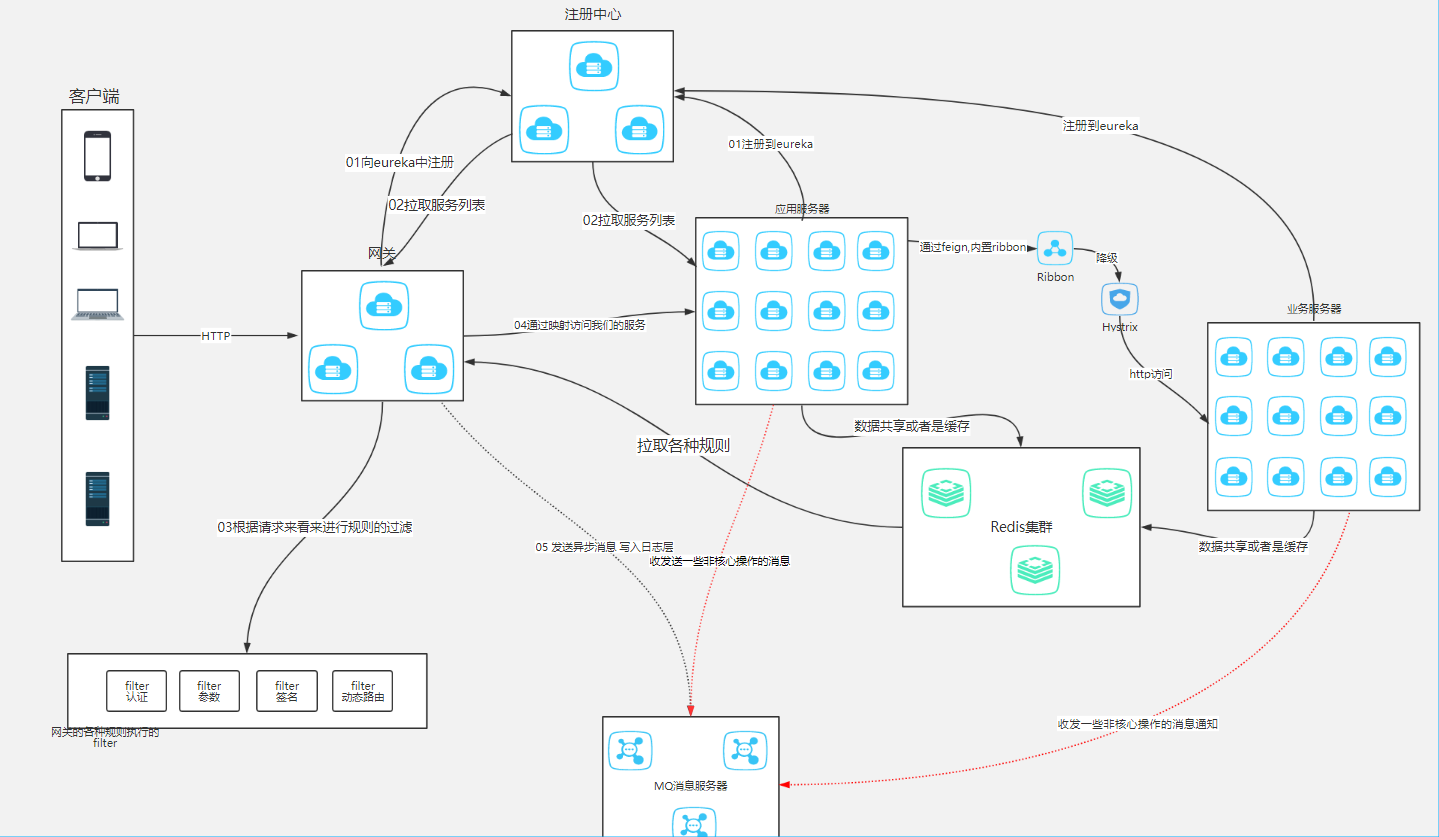 注册中心
客户端
01向eureka中注册
02拉取服务列表
01注册到eureka
注册到eureka
02拉取服务列表
应用服务器
网关
通过feign,内置ribbon
Ribbon
降级
Hystrix
业务服务器
HTTP
04通过映射访问我们的服务
http访问
拉取各种规则
数据共享或者是缓存
03根据请求来看来进行规则的过滤
Redis集群
05 发送异步消息 写入日志层
收发送一些非核心操作的消息
数据共享或者是缓存
filter
认证
filter
参数
filter
签名
filter
动态路由
网关的各种规则执行的
filter
收发一些非核心操作的消息通知
MQ消息服务器